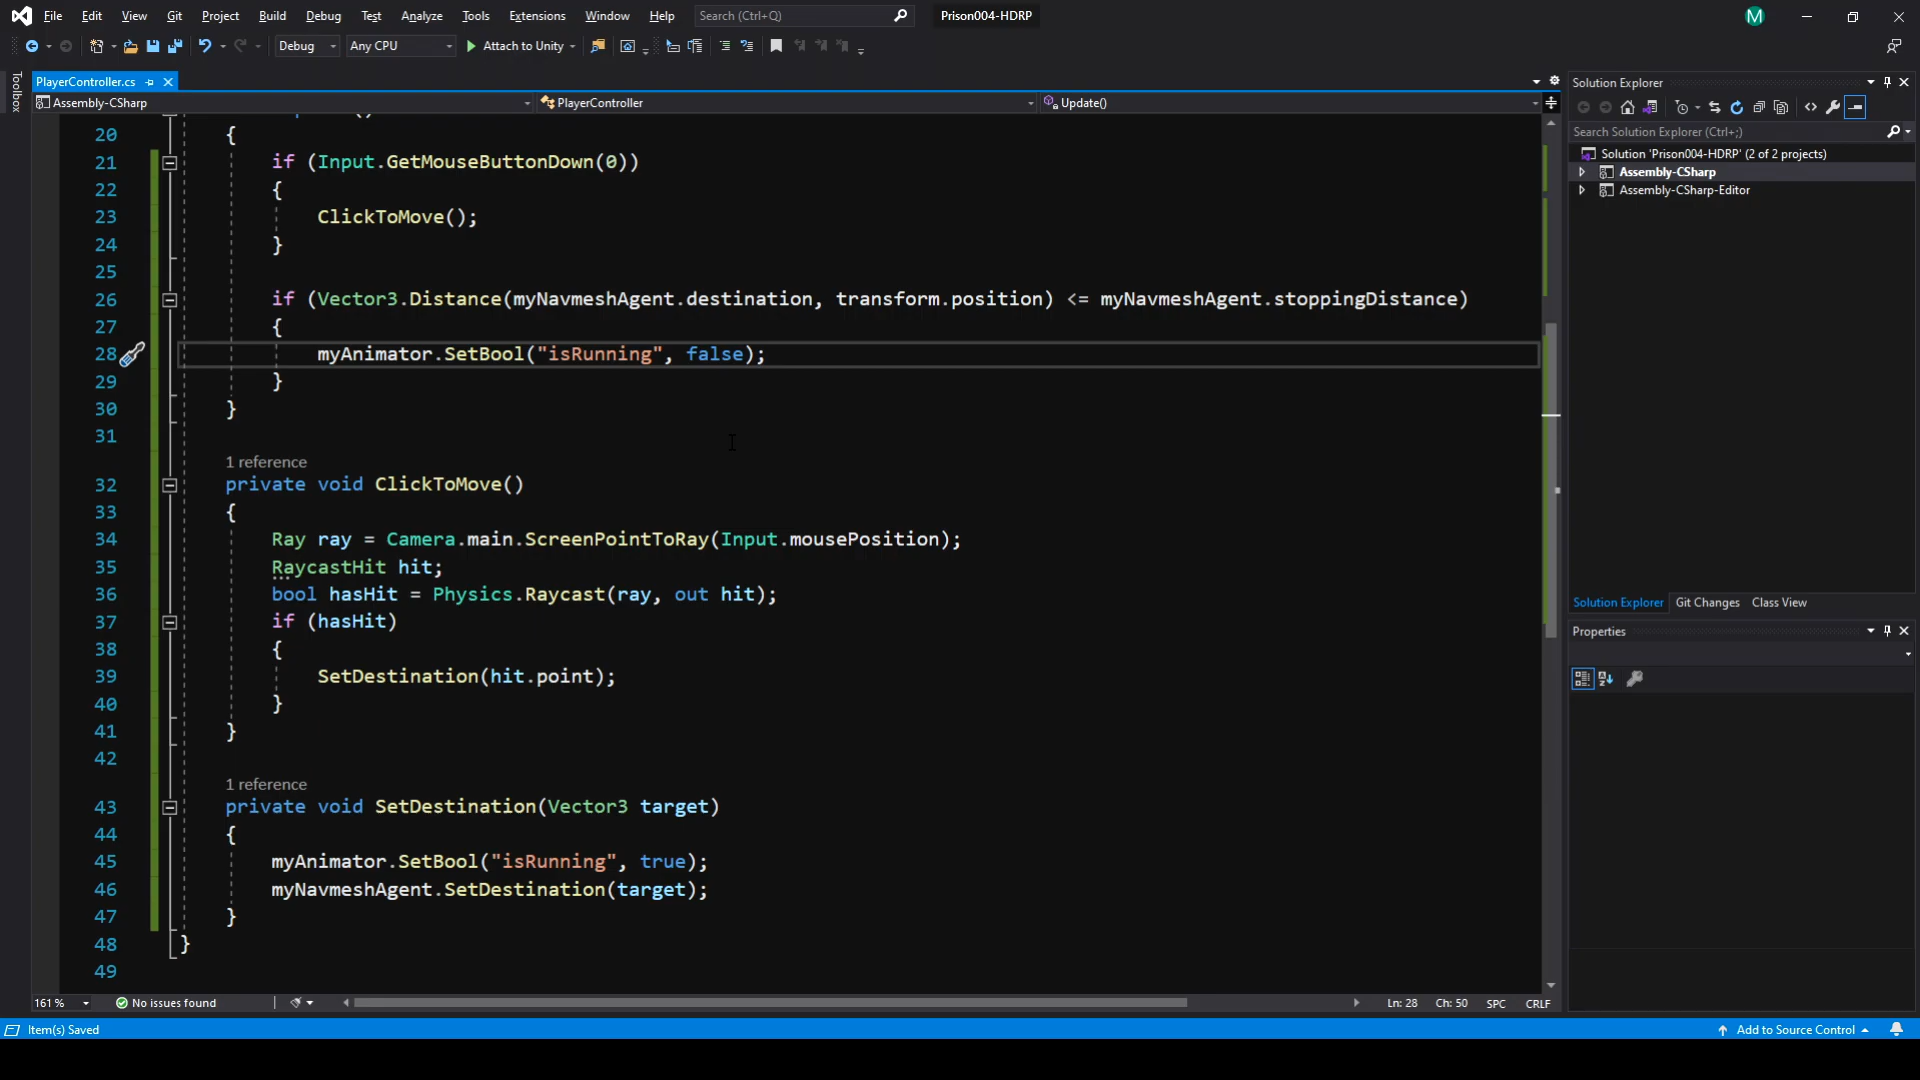 File Edit View Git Project Build Debug Test Analyze Tools Extensions Window Help Search (Ctrl+Q) Prison004-HDRP M
Debug Any CPU Attach to Unity
Toolbox
PlayerController.cs
Assembly-CSharp PlayerController Update()
20 {
21 if (Input.GetMouseButtonDown(0))
22 {
23 ClickToMove();
24 }
25
26 if (Vector3.Distance(myNavmeshAgent.destination, transform.position) <= myNavmeshAgent.stoppingDistance)
27 {
28 myAnimator.SetBool("isRunning", false);
29 }
30 }
31
1 reference
32 private void ClickToMove()
33 {
34 Ray ray = Camera.main.ScreenPointToRay(Input.mousePosition);
35 RaycastHit hit;
36 bool hasHit = Physics.Raycast(ray, out hit);
37 if (hasHit)
38 {
39 SetDestination(hit.point);
40 }
41 }
42
1 reference
43 private void SetDestination(Vector3 target)
44 {
45 myAnimator.SetBool("isRunning", true);
46 myNavmeshAgent.SetDestination(target);
47 }
48 }
49
161 % No issues found Ln: 28 Ch: 50 SPC CRLF
Item(s) Saved Add to Source Control
Solution Explorer
Search Solution Explorer (Ctrl+;)
Solution 'Prison004-HDRP' (2 of 2 projects)
Assembly-CSharp
Assembly-CSharp-Editor
Solution Explorer Git Changes Class View
Properties